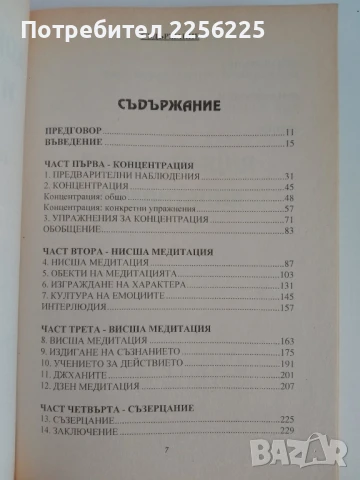 Потребител 2256225
СЪДЪРЖАНИЕ
ПРЕДГОВОР 11
ВЪВЕДЕНИЕ 15
ЧАСТ ПЪРВА - КОНЦЕНТРАЦИЯ
1. ПРЕДВАРИТЕЛНИ НАБЛЮДЕНИЯ 31
2. КОНЦЕНТРАЦИЯ 45
Концентрация: общо 48
Концентрация: конкретни упражнения 57
3. УПРАЖНЕНИЯ ЗА КОНЦЕНТРАЦИЯ 71
ОБОБЩЕНИЕ 83
ЧАСТ ВТОРА - НИСША МЕДИТАЦИЯ
4. НИСША МЕДИТАЦИЯ 87
5. ОБЕКТИ НА МЕДИТАЦИЯТА 103
6. ИЗГРАЖДАНЕ НА ХАРАКТЕРА 131
7. КУЛТУРА НА ЕМОЦИИТЕ 145
ИНТЕРЛЮДИЯ 157
ЧАСТ ТРЕТА - ВИСША МЕДИТАЦИЯ
8. ВИСША МЕДИТАЦИЯ 163
9. ИЗДИГАНЕ НА СЪЗНАНИЕТО 175
10. УЧЕНИЕТО ЗА ДЕЙСТВИЕТО 191
11. ДЖХАНИТЕ 201
12. ДЗЕН МЕДИТАЦИЯ 207
ЧАСТ ЧЕТВЪРТА - СЪЗЕРЦАНИЕ
13. СЪЗЕРЦАНИЕ 225
14. ЗАКЛЮЧЕНИЕ 229
7
BAZAR